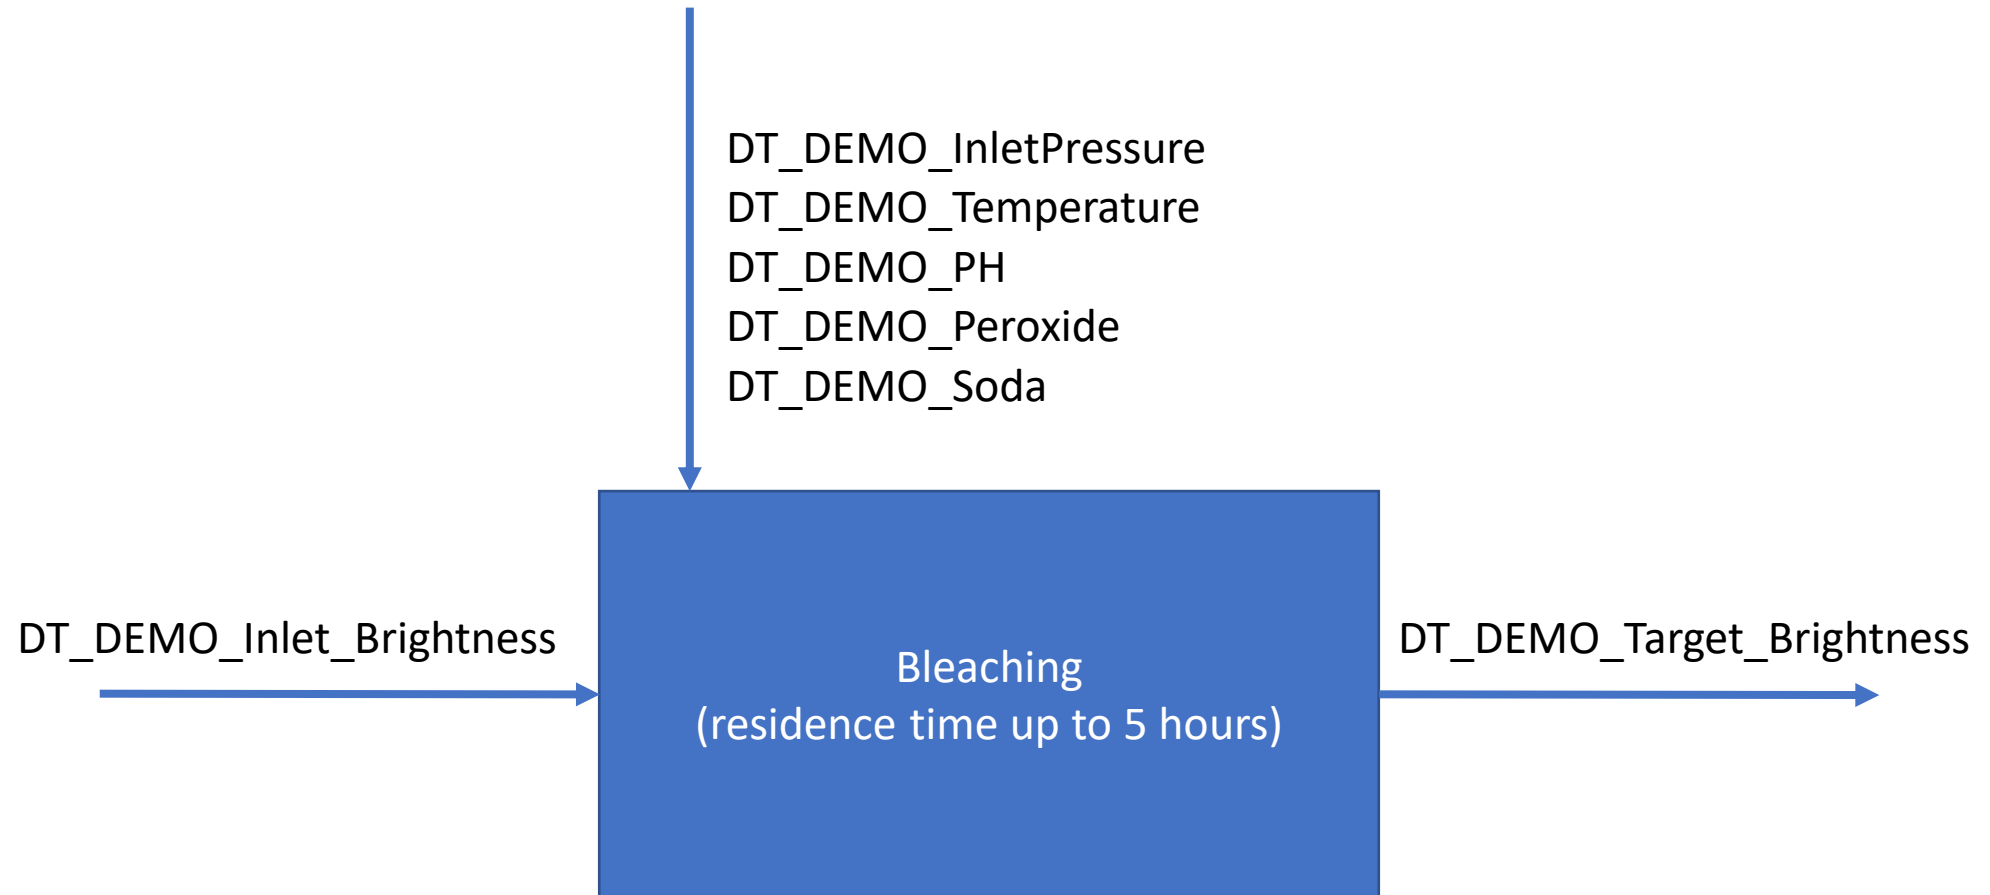 DT_DEMO_InletPressure
DT_DEMO_Temperature
DT_DEMO_PH
DT_DEMO_Peroxide
DT_DEMO_Soda
DT_DEMO_Inlet_Brightness
Bleaching
(residence time up to 5 hours)
DT_DEMO_Target_Brightness